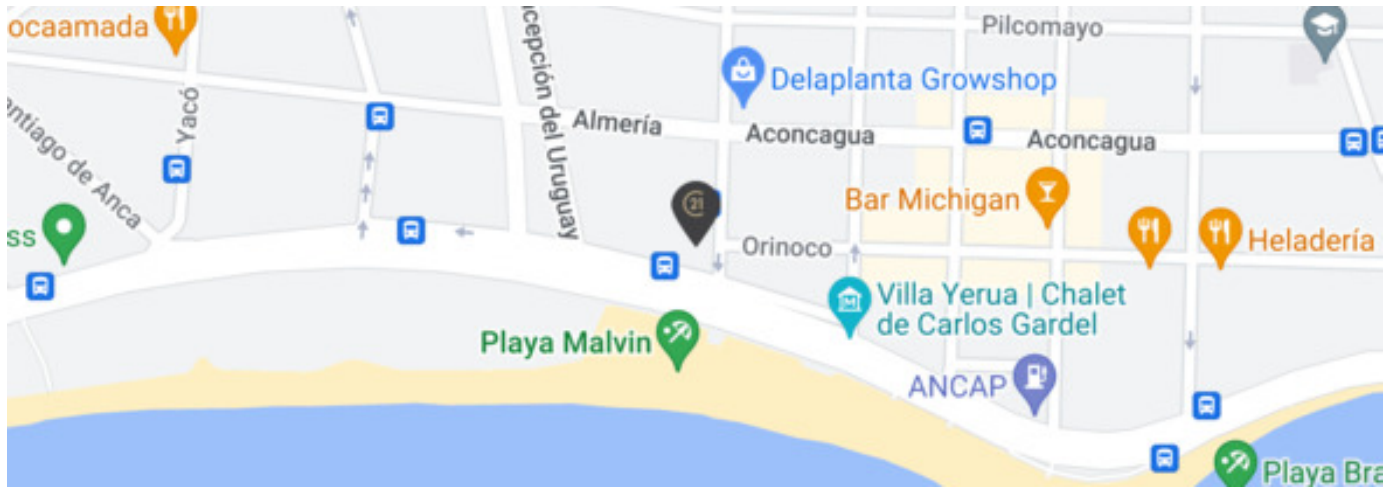 ocaamada
Pilcomayo
cepción del Uruguay
Delaplanta Growshop
Yacó
ntiago de Anca
Almería
Aconcagua
Aconcagua
21
Bar Michigan
ss
Orinoco
Heladería
Villa Yerua | Chalet
de Carlos Gardel
Playa Malvin
ANCAP
Playa Bra